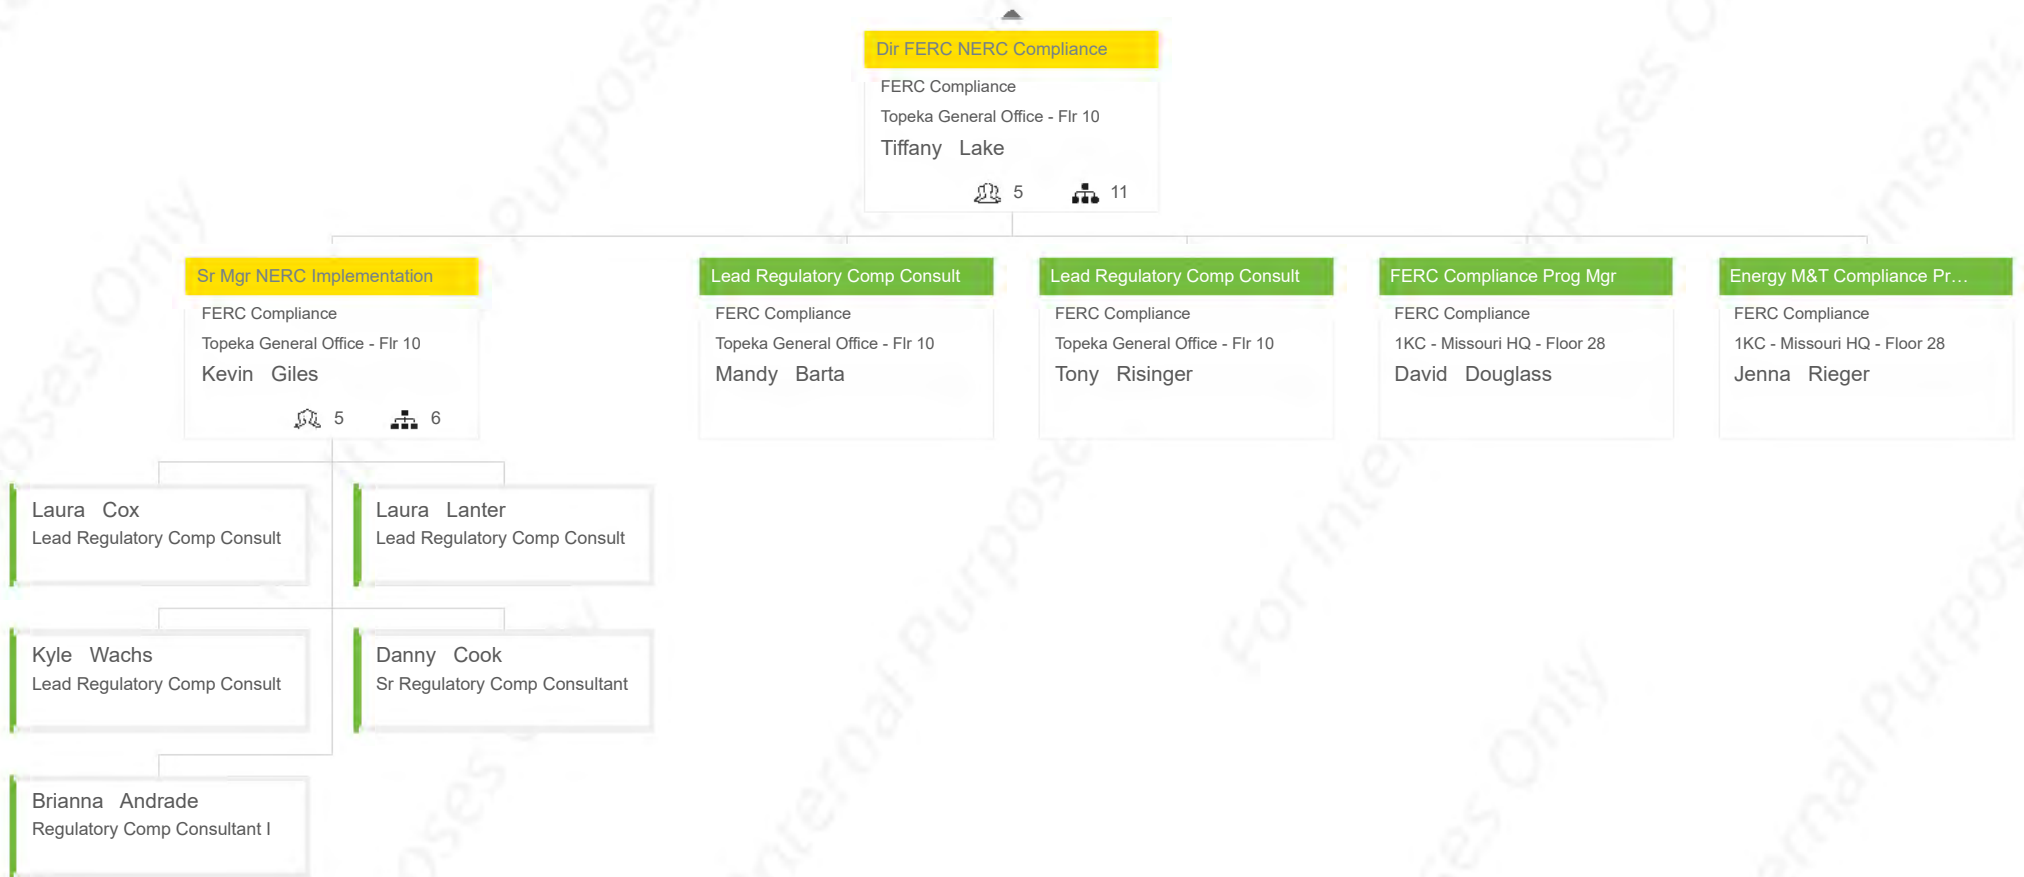 Dir FERC NERC Compliance
FERC Compliance
Topeka General Office - Flr 10
Tiffany Lake
5 11
Sr Mgr NERC Implementation
FERC Compliance
Topeka General Office - Flr 10
Kevin Giles
5 6
Lead Regulatory Comp Consult
FERC Compliance
Topeka General Office - Flr 10
Mandy Barta
Lead Regulatory Comp Consult
FERC Compliance
Topeka General Office - Flr 10
Tony Risinger
FERC Compliance Prog Mgr
FERC Compliance
1KC - Missouri HQ - Floor 28
David Douglass
Energy M&T Compliance Pr…
FERC Compliance
1KC - Missouri HQ - Floor 28
Jenna Rieger
Laura Cox
Lead Regulatory Comp Consult
Laura Lanter
Lead Regulatory Comp Consult
Kyle Wachs
Lead Regulatory Comp Consult
Danny Cook
Sr Regulatory Comp Consultant
Brianna Andrade
Regulatory Comp Consultant I